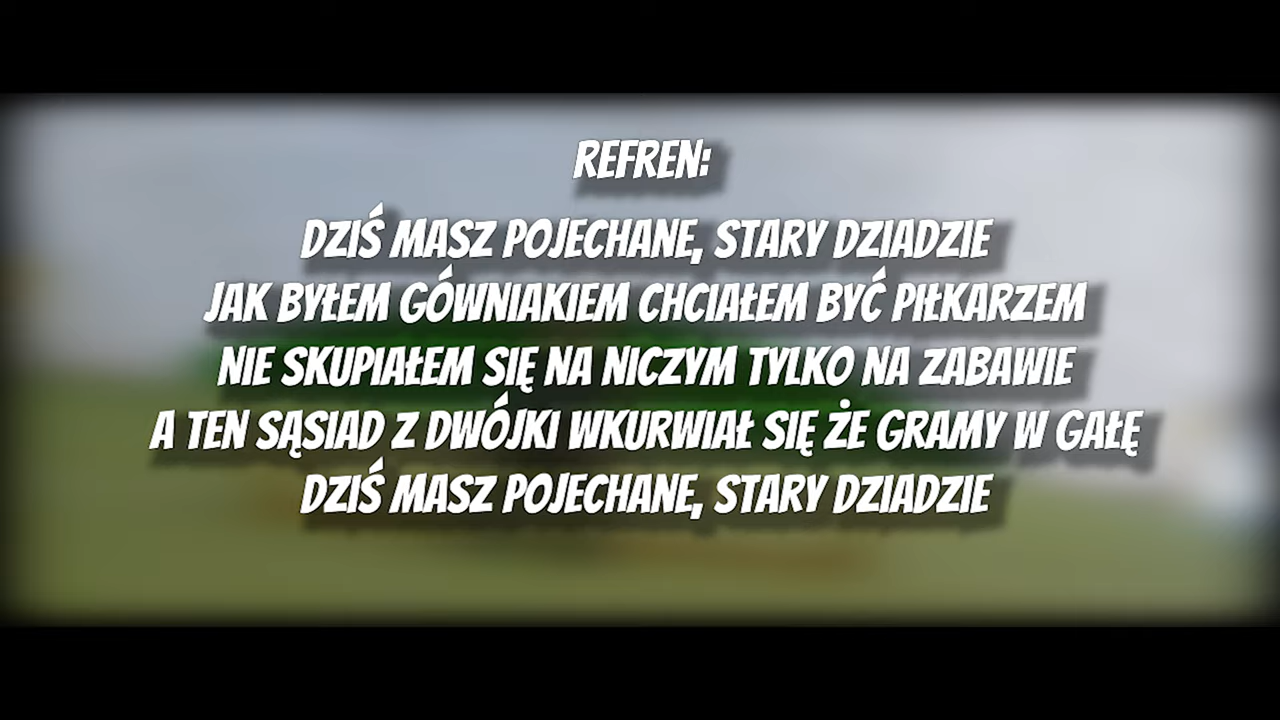 REFREN:
DZIŚ MASZ POJECHANE, STARY DZIADZIE
JAK BYŁEM GÓWNIAKIEM CHCIAŁEM BYĆ PIŁKARZEM
NIE SKUPIAŁEM SIĘ NA NICZYM TYLKO NA ZABAWIE
A TEN SĄSIAD Z DWÓJKI WKURWIAŁ SIĘ ŻE GRAMY W GAŁĘ
DZIŚ MASZ POJECHANE, STARY DZIADZIE